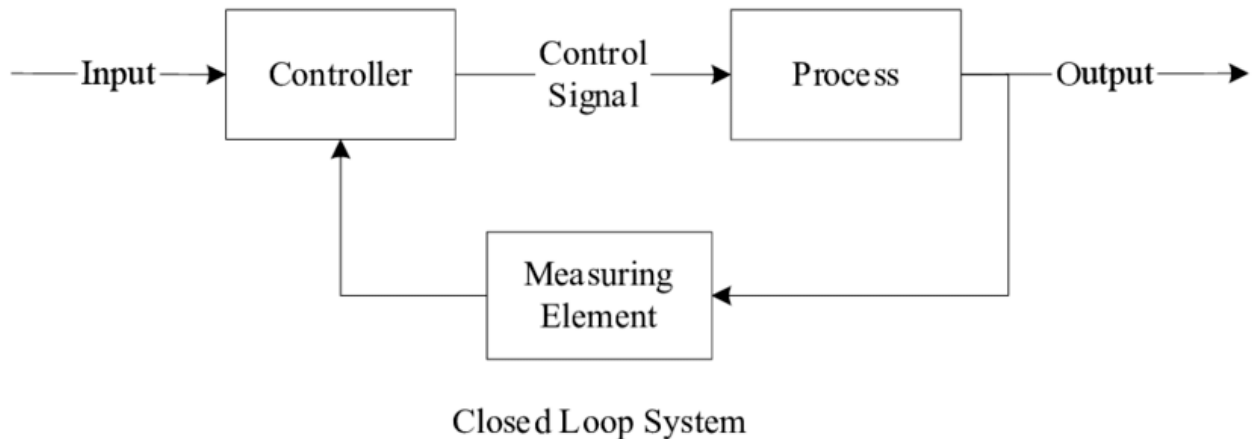 Input
Controller
Control
Signal
Process
Output
Measuring
Element
Closed Loop System